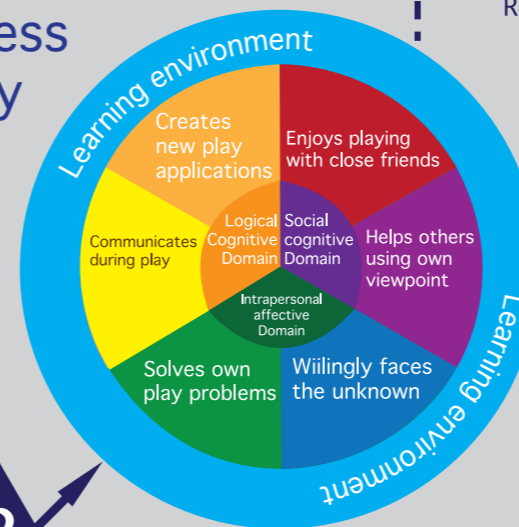 ess
y
R
Learning environment
Creates
new play
applications
Enjoys playing
with close friends
Communicates
during play
Logical
Cognitive
Domain
Social
cognitive
Domain
Helps others
using own
viewpoint
Intrapersonal
affective
Domain
Solves own
play problems
Wiilingly faces
the unknown
Learning environment